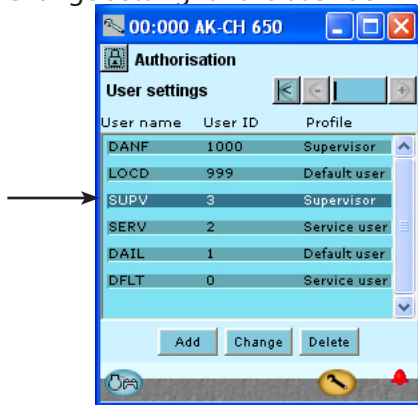 00:000 AK-CH 650
Authorisation
User settings
User name User ID Profile
DANF 1000 Supervisor
LOCD 999 Default user
SUPV 3 Supervisor
SERV 2 Service user
DAIL 1 Default user
DFLT 0 Service user
Add Change Delete